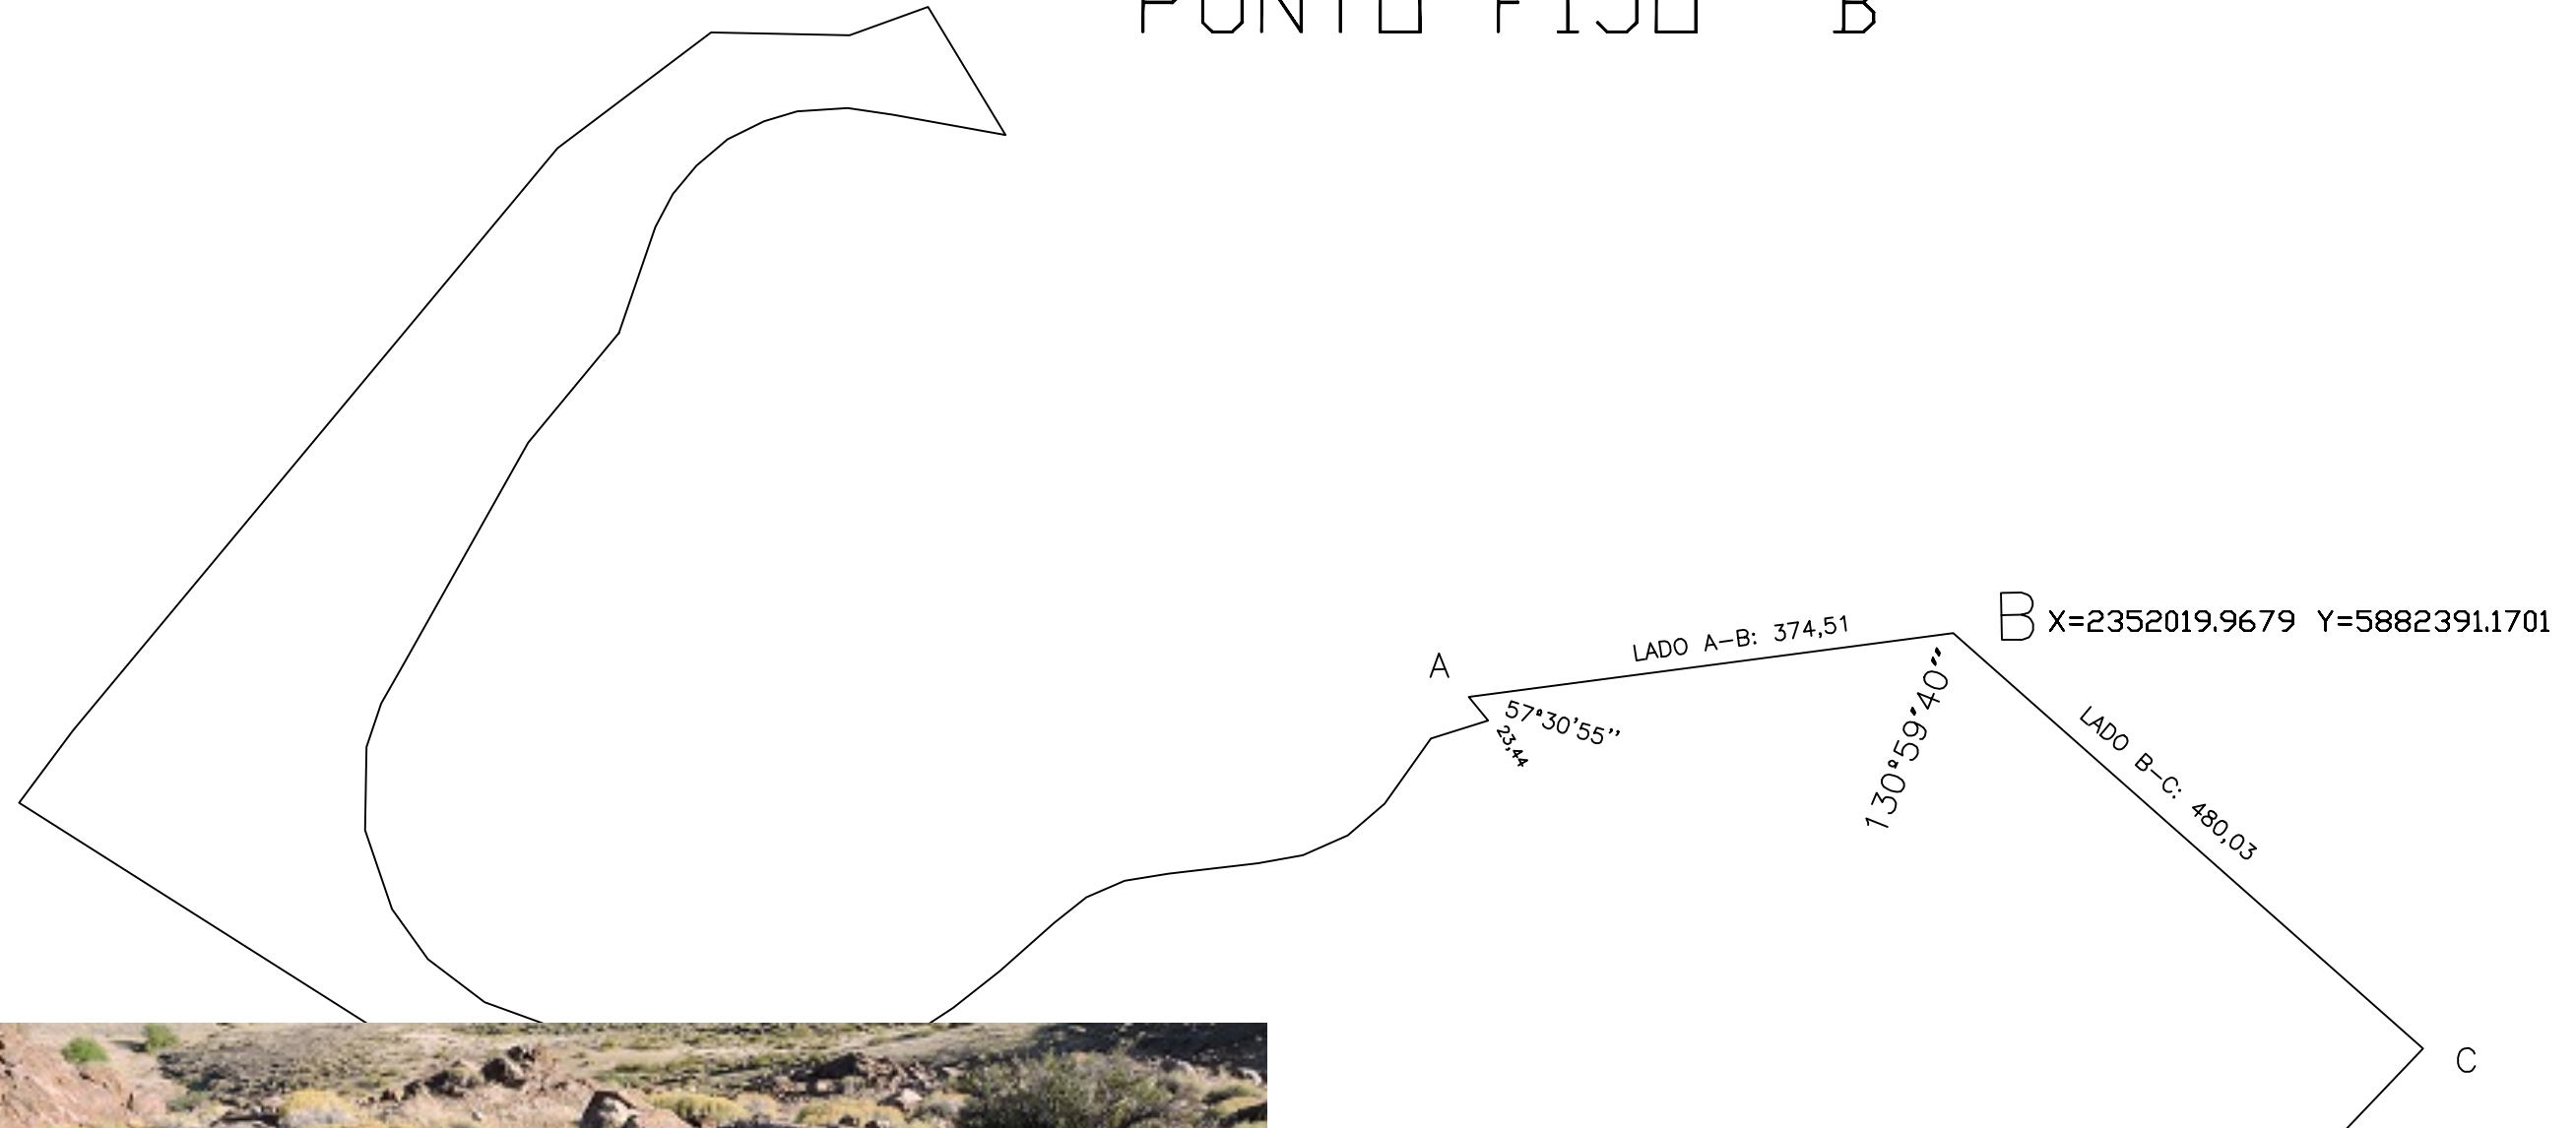 PUNTO FIJO B
B X=2352019.9679 Y=5882391.1701
LADO A-B: 374,51
A
57°30'55"
23,44
130°59'40"
LADO B-C: 480,03
C